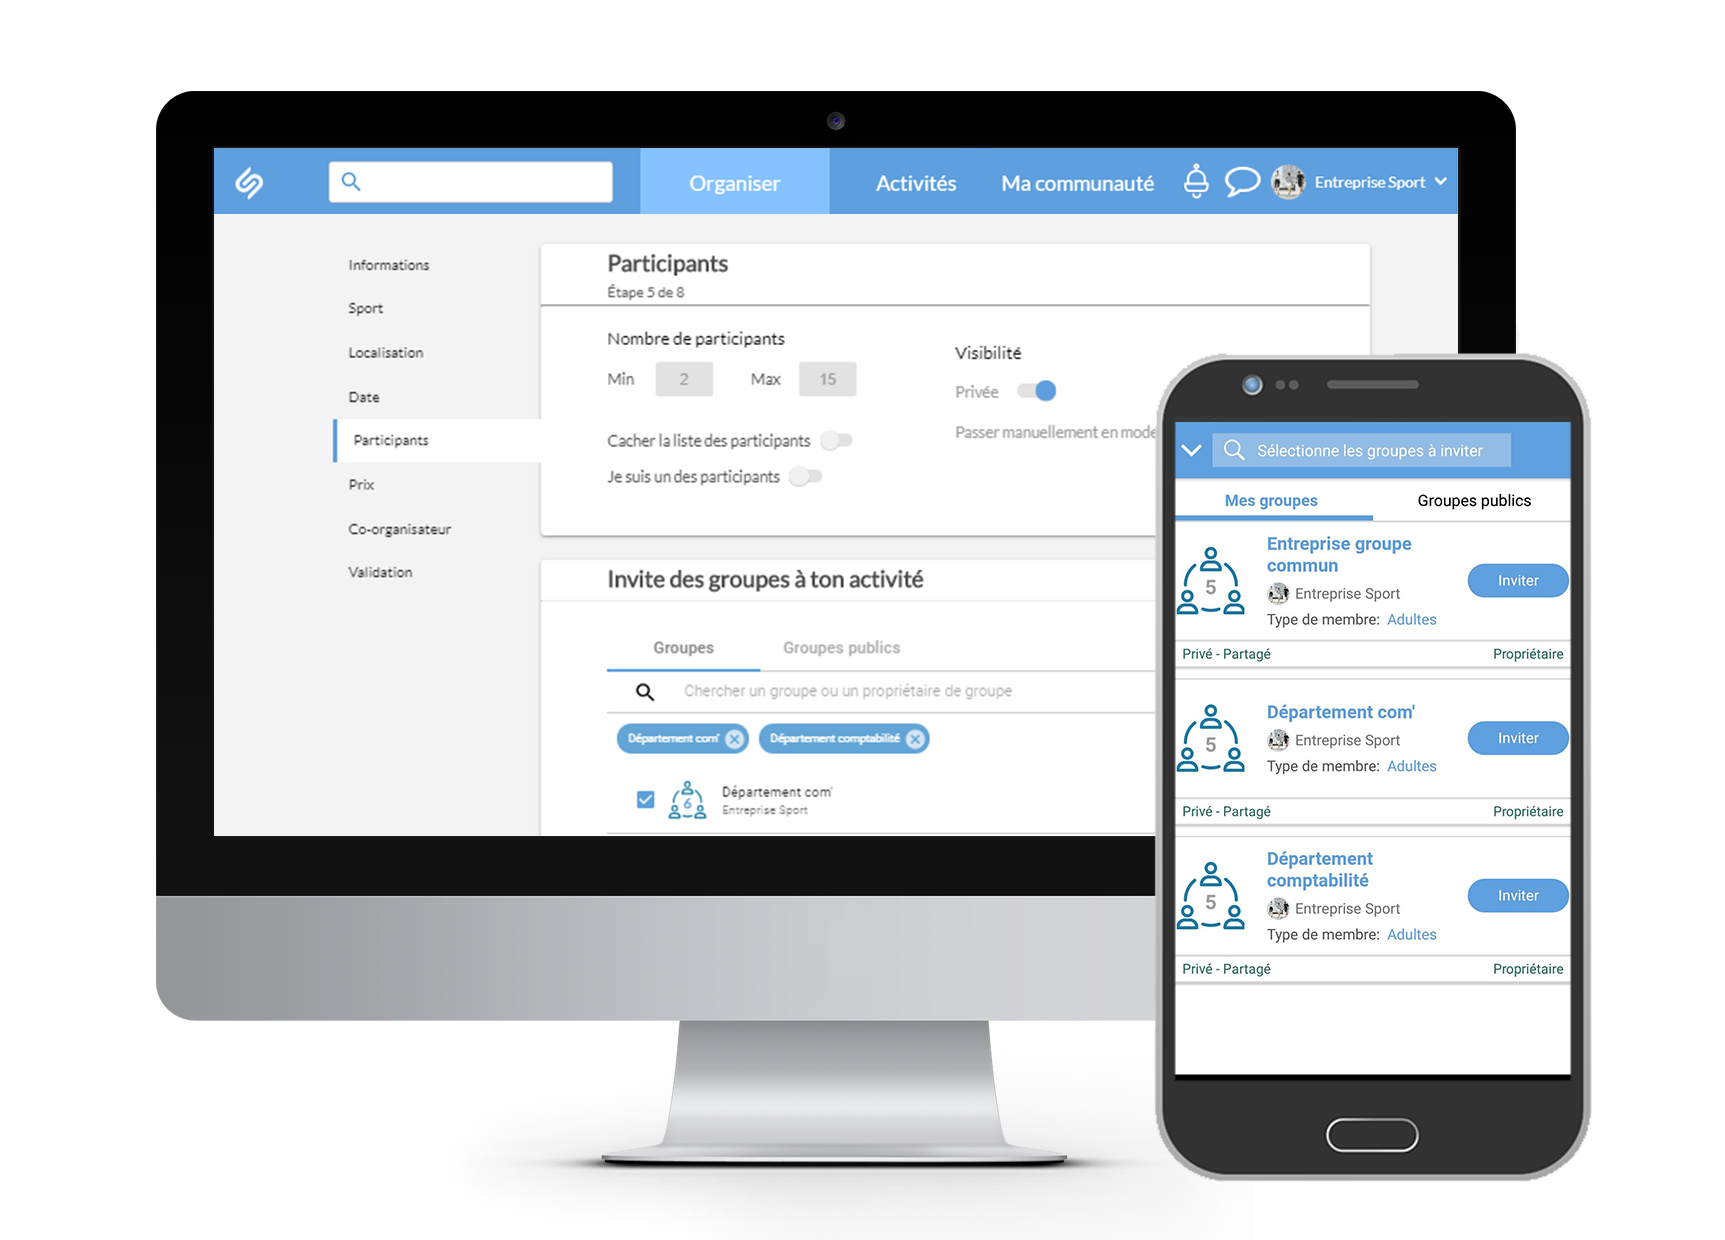 Organiser
Activités
Ma communauté
Entreprise Sport
Informations
Sport
Localisation
Date
Participants
Prix
Co-organisateur
Validation
Participants
Étape 5 de 8
Nombre de participants
Min 2 Max 15
Cacher la liste des participants
Je suis un des participants
Visibilité
Privée
Passer manuellement en mode
Invite des groupes à ton activité
Groupes
Groupes publics
Chercher un groupe ou un propriétaire de groupe
Département com'
Département comptabilité
6
Département com'
Entreprise Sport
Sélectionne les groupes à inviter
Mes groupes
Groupes publics
5
Entreprise groupe
commun
Entreprise Sport
Type de membre: Adultes
Inviter
Privé - Partagé
Propriétaire
5
Département com'
Entreprise Sport
Type de membre: Adultes
Inviter
Privé - Partagé
Propriétaire
5
Département
comptabilité
Entreprise Sport
Type de membre: Adultes
Inviter
Privé - Partagé
Propriétaire